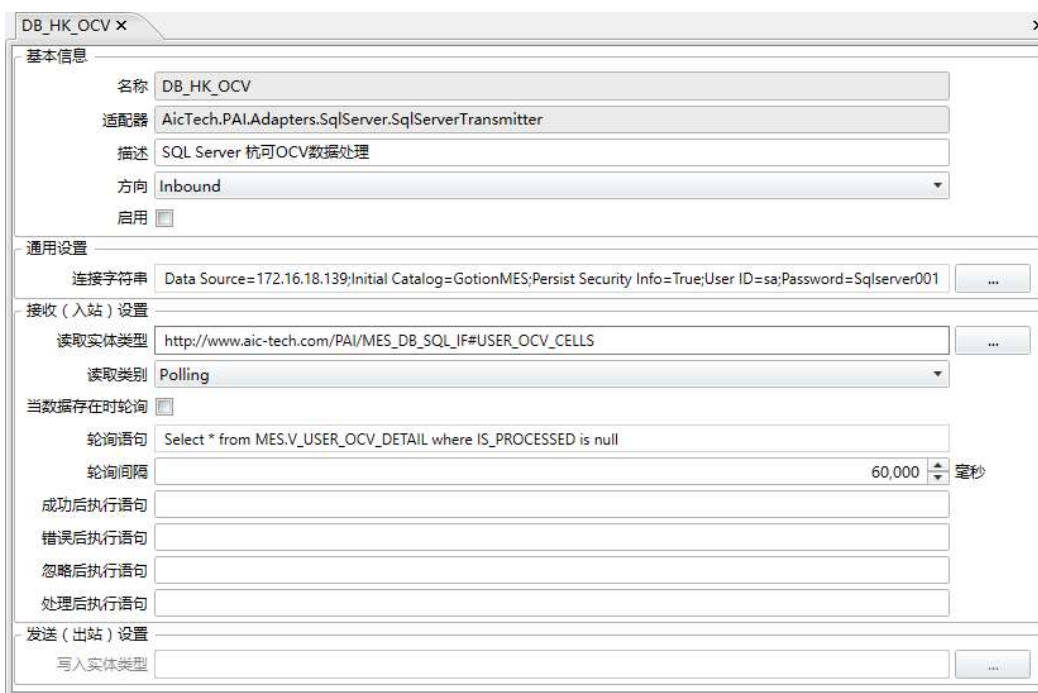 DB_HK_OCV ×
基本信息
名称 DB_HK_OCV
适配器 AicTech.PAI.Adapters.SqlServer.SqlServerTransmitter
描述 SQL Server 杭可OCV数据处理
方向 Inbound
启用
通用设置
连接字符串 Data Source=172.16.18.139;Initial Catalog=GotionMES;Persist Security Info=True;User ID=sa;Password=Sqlserver001 ...
接收（入站）设置
读取实体类型 http://www.aic-tech.com/PAI/MES_DB_SQL_IF#USER_OCV_CELLS ...
读取类别 Polling
当数据存在时轮询
轮询语句 Select * from MES.V_USER_OCV_DETAIL where IS_PROCESSED is null
轮询间隔 60,000 毫秒
成功后执行语句
错误后执行语句
忽略后执行语句
处理后执行语句
发送（出站）设置
写入实体类型 ...